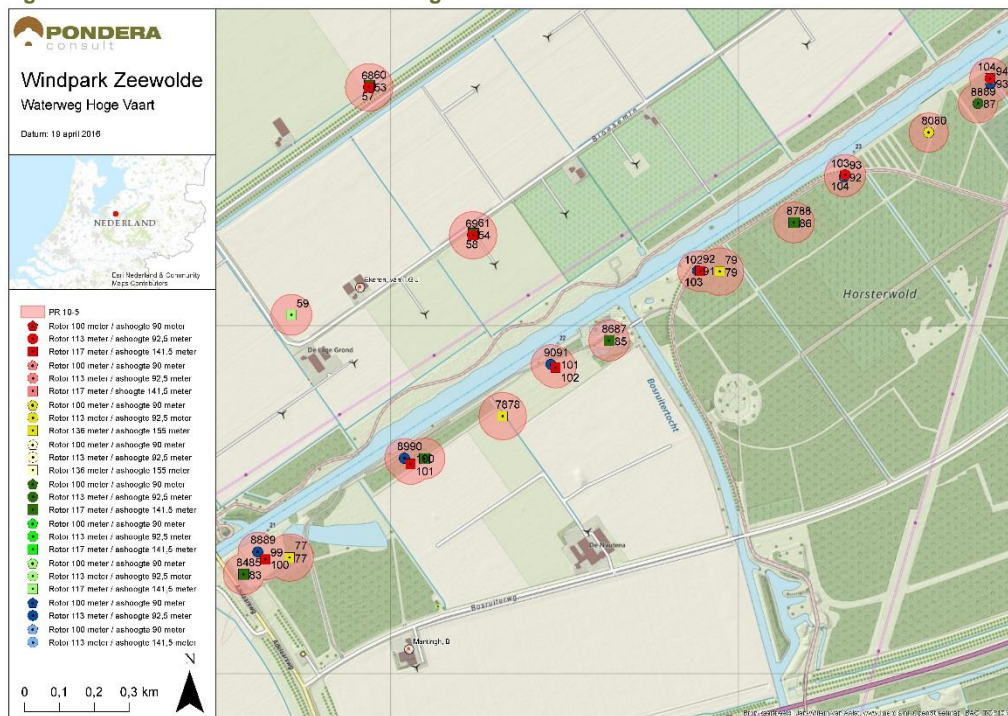 PONDERA
consult
Windpark Zeewolde
Waterweg Hoge Vaart
Datum: 19 april 2016
NEDERLAND
Esri Nederland & Community
Maps Contributors
PR 10-5
Rotor 100 meter / ashoogte 90 meter
Rotor 113 meter / ashoogte 92,5 meter
Rotor 117 meter / ashoogte 141,5 meter
Rotor 100 meter / ashoogte 90 meter
Rotor 113 meter / ashoogte 92,5 meter
Rotor 117 meter / shoogte 141,5 meter
Rotor 100 meter / ashoogte 90 meter
Rotor 113 meter / ashoogte 92,5 meter
Rotor 136 meter / ashoogte 155 meter
Rotor 100 meter / ashoogte 90 meter
Rotor 113 meter / ashoogte 92,5 meter
Rotor 136 meter / ashoogte 155 meter
Rotor 100 meter / ashoogte 90 meter
Rotor 113 meter / ashoogte 92,5 meter
Rotor 117 meter / ashoogte 141,5 meter
Rotor 100 meter / ashoogte 90 meter
Rotor 113 meter / ashoogte 92,5 meter
Rotor 117 meter / ashoogte 141,5 meter
Rotor 100 meter / ashoogte 90 meter
Rotor 113 meter / ashoogte 92,5 meter
Rotor 117 meter / ashoogte 141,5 meter
Rotor 100 meter / ashoogte 90 meter
Rotor 113 meter / ashoogte 92,5 meter
Rotor 100 meter / ashoogte 90 meter
Rotor 113 meter / ashoogte 141,5 meter
N
0 0,1 0,2 0,3 km
6860
53
57
104 94
93
8889
87
8080
23
103 93
92
104
8788
86
6961
54
58
102 92
91
103
79
79
Horsterwold
59
De Lage Grond
22
8687
85
9091
101
102
Bosruitertocht
7878
8990
100
101
21
8889
99
100
77
77
8485
83
De Nautena
Bosruiterweg
Mantingh, D
Adelaarsweg